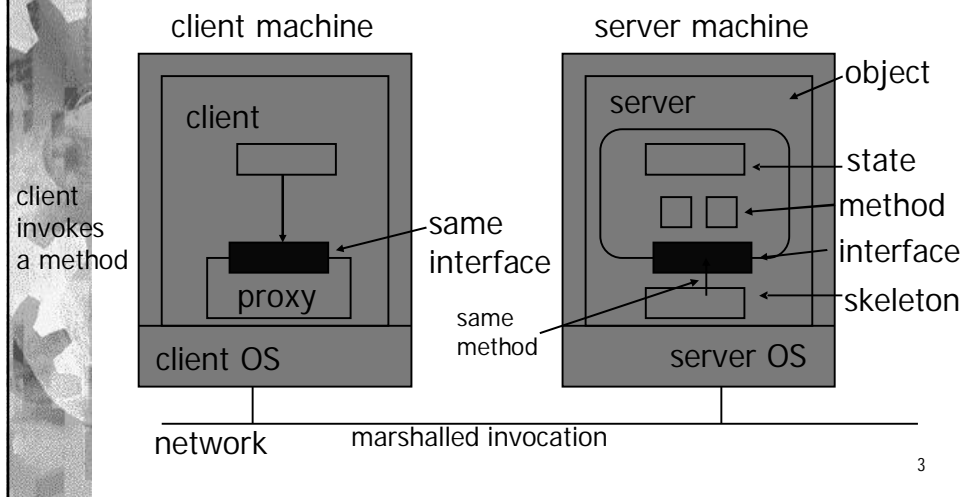 client machine
server machine
object
server
client
state
client
invokes
a method
method
same
interface
interface
proxy
skeleton
same
method
client OS
server OS
network
marshalled invocation
3